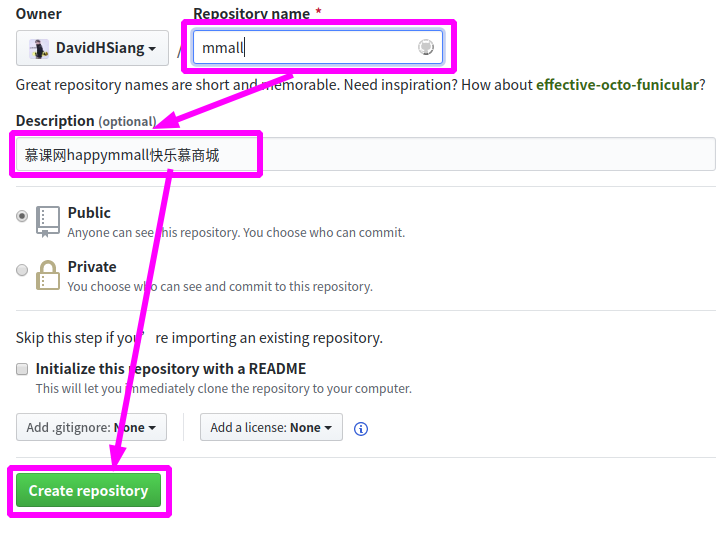 Owner Repository name *
DavidHSiang / mmall
Great repository names are short and memorable. Need inspiration? How about effective-octo-funicular?
Description (optional)
慕课网happymmall快乐慕商城
Public
Anyone can see this repository. You choose who can commit.
Private
You choose who can see and commit to this repository.
Skip this step if you’re importing an existing repository.
Initialize this repository with a README
This will let you immediately clone the repository to your computer.
Add .gitignore: None Add a license: None
Create repository